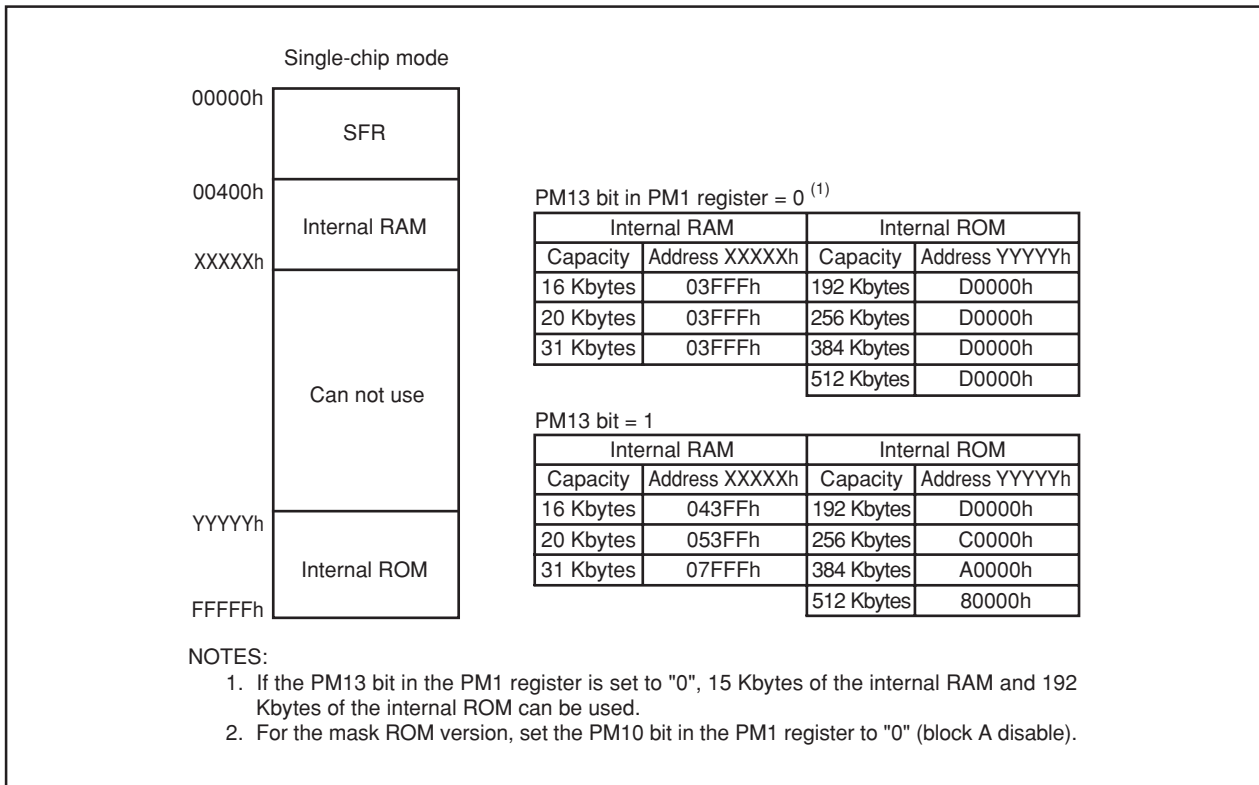 Single-chip mode
00000h
SFR
00400h
Internal RAM
XXXXXh
Can not use
YYYYYh
Internal ROM
FFFFFh
PM13 bit in PM1 register = 0 (1)
Internal RAM Internal ROM
Capacity Address XXXXXh Capacity Address YYYYYh
16 Kbytes 03FFFh 192 Kbytes D0000h
20 Kbytes 03FFFh 256 Kbytes D0000h
31 Kbytes 03FFFh 384 Kbytes D0000h
512 Kbytes D0000h
PM13 bit = 1
Internal RAM Internal ROM
Capacity Address XXXXXh Capacity Address YYYYYh
16 Kbytes 043FFh 192 Kbytes D0000h
20 Kbytes 053FFh 256 Kbytes C0000h
31 Kbytes 07FFFh 384 Kbytes A0000h
512 Kbytes 80000h
NOTES:
1. If the PM13 bit in the PM1 register is set to "0", 15 Kbytes of the internal RAM and 192
Kbytes of the internal ROM can be used.
2. For the mask ROM version, set the PM10 bit in the PM1 register to "0" (block A disable).